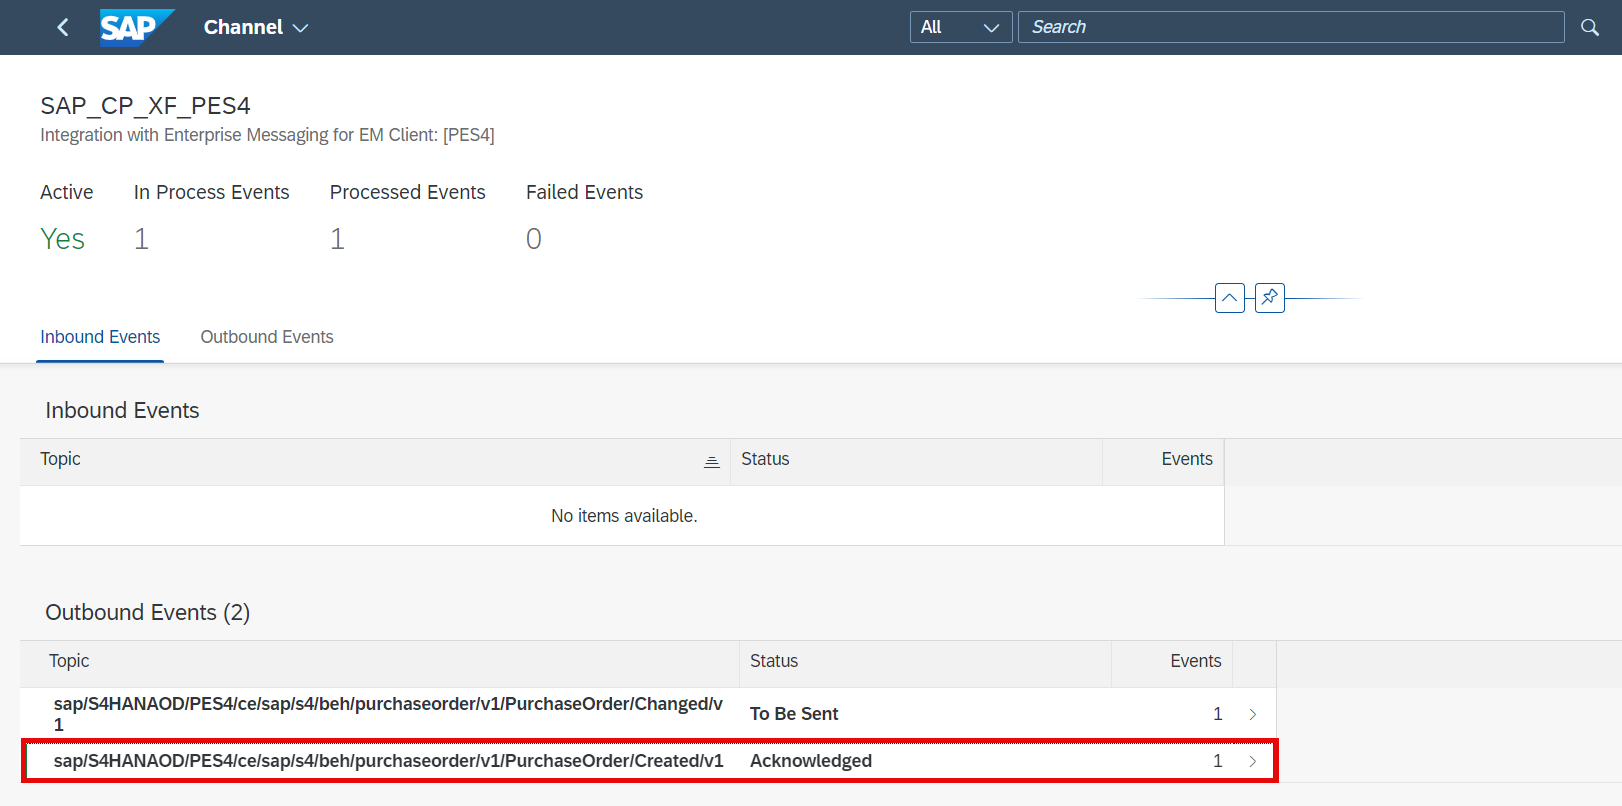 SAP Channel All Search
SAP_CP_XF_PES4
Integration with Enterprise Messaging for EM Client: [PES4]
Active In Process Events Processed Events Failed Events
Yes 1 1 0
Inbound Events Outbound Events
Inbound Events
Topic Status Events
No items available.
Outbound Events (2)
Topic Status Events
sap/S4HANAOD/PES4/ce/sap/s4/beh/purchaseorder/v1/PurchaseOrder/Changed/v
1 To Be Sent 1
sap/S4HANAOD/PES4/ce/sap/s4/beh/purchaseorder/v1/PurchaseOrder/Created/v1 Acknowledged 1